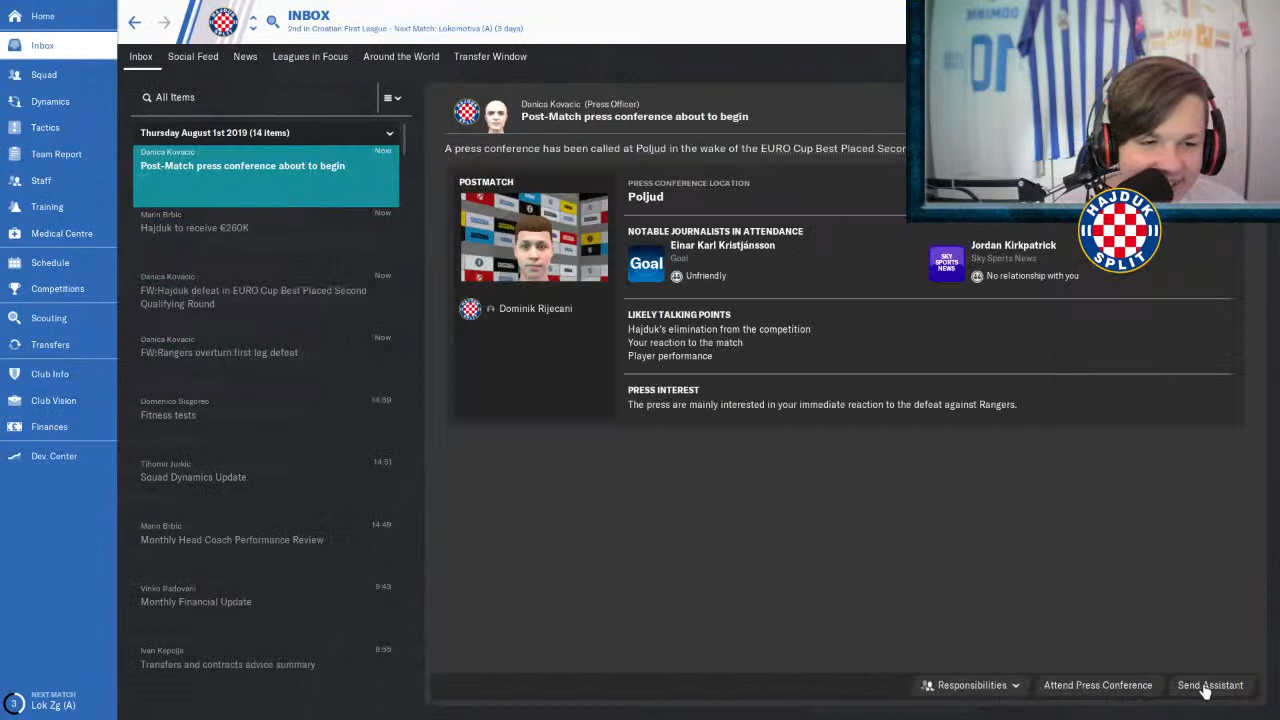 Home
INBOX
2nd in Croatian First League - Next Match: Lokomotiva (A) (3 days)
Inbox
Squad
Dynamics
Tactics
Team Report
Staff
Training
Medical Centre
Schedule
Competitions
Scouting
Transfers
Club Info
Club Vision
Finances
Dev. Center
3
NEXT MATCH
Lok Zg (A)
Inbox
Social Feed
News
Leagues in Focus
Around the World
Transfer Window
All Items
Thursday August 1st 2019 (14 items)
Danica Kovacic
Now
Post-Match press conference about to begin
Marin Brbic
Now
Hajduk to receive €260K
Danica Kovacic
Now
FW:Hajduk defeat in EURO Cup Best Placed Second
Qualifying Round
Danica Kovacic
Now
FW:Rangers overturn first leg defeat
Domenico Sisgoreo
Fitness tests
Tihomir Jurkic
14:51
Squad Dynamics Update
Marin Brbic
14:49
Monthly Head Coach Performance Review
Vinko Radovani
9:43
Monthly Financial Update
Ivan Kapcija
8:55
Transfers and contracts advice summary
Danica Kovacic (Press Officer)
Post-Match press conference about to begin
A press conference has been called at Poljud in the wake of the EURO Cup Best Placed Secon
POSTMATCH
Dominik Rijecani
PRESS CONFERENCE LOCATION
Poljud
NOTABLE JOURNALISTS IN ATTENDANCE
Goal
Einar Karl Kristjánsson
Goal
Unfriendly
SKY
SPORTS
NEWS
Jordan Kirkpatrick
Sky Sports News
No relationship with you
LIKELY TALKING POINTS
Hajduk's elimination from the competition
Your reaction to the match
Player performance
PRESS INTEREST
The press are mainly interested in your immediate reaction to the defeat against Rangers.
Responsibilities
Attend Press Conference
Send Assistant
10
HAJDUK
SPLIT